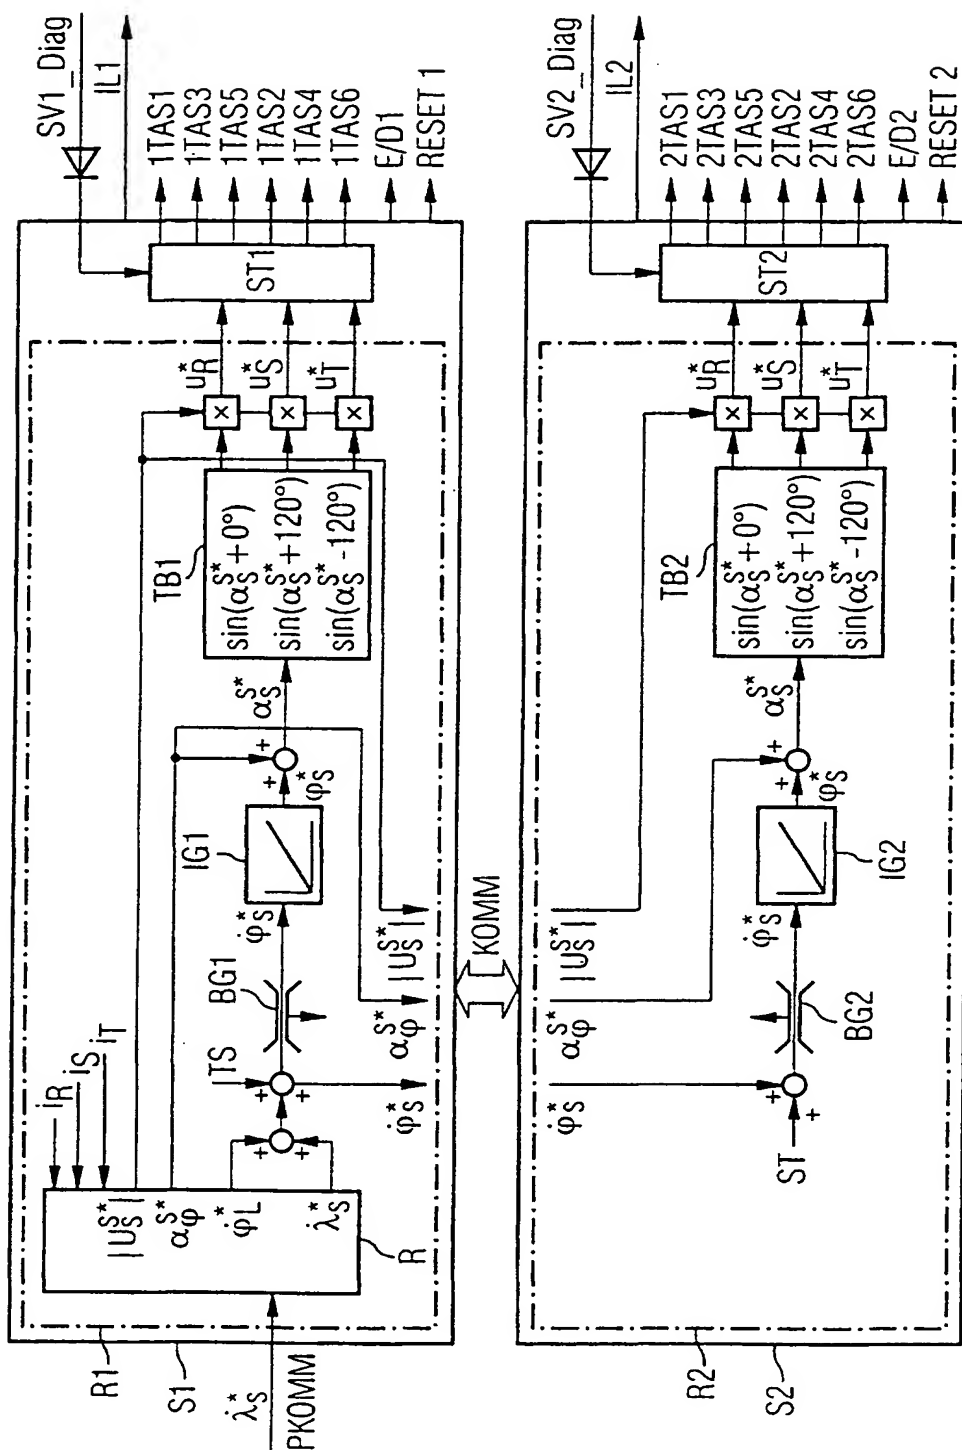 SV1_Diag
IL1
1TAS1
1TAS3
1TAS5
1TAS2
1TAS4
1TAS6
E/D1
RESET 1
ST1
u*R
u*S
u*T
×
×
×
TB1
sin(αS*S+0°)
sin(αS*S+120°)
sin(αS*S-120°)
αS*S
+
+
φ*S
IG1
φ̇*S
BG1
TS
+
+
+
+
iR
iS
iT
|US*S|
αS*φ
φ̇*L
λ̇*S
R
R1
S1
λ̇*S
PKOMM
φ̇*S
αS*φ
|US*S|
KOMM
SV2_Diag
IL2
2TAS1
2TAS3
2TAS5
2TAS2
2TAS4
2TAS6
E/D2
RESET 2
ST2
u*R
u*S
u*T
×
×
×
TB2
sin(αS*S+0°)
sin(αS*S+120°)
sin(αS*S-120°)
αS*S
+
+
φ*S
IG2
φ̇*S
BG2
+
+
ST
φ̇*S
αS*φ
|US*S|
R2
S2